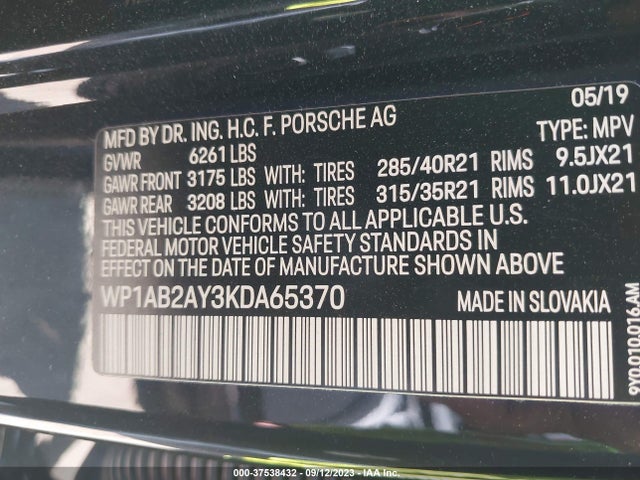 05/19
MFD BY DR. ING. H.C. F. PORSCHE AG TYPE: MPV
GVWR 6261 LBS
GAWR FRONT 3175 LBS WITH: TIRES 285/40R21 RIMS 9.5JX21
GAWR REAR 3208 LBS WITH: TIRES 315/35R21 RIMS 11.0JX21
THIS VEHICLE CONFORMS TO ALL APPLICABLE U.S.
FEDERAL MOTOR VEHICLE SAFETY STANDARDS IN
EFFECT ON THE DATE OF MANUFACTURE SHOWN ABOVE
WP1AB2AY3KDA65370 MADE IN SLOVAKIA
9Y0.010.016.AM
000-37538432 - 09/12/2023 - IAA Inc.